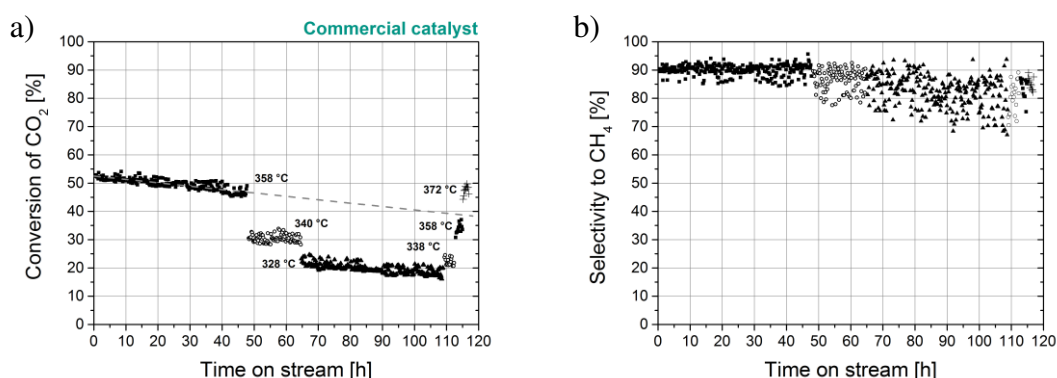 a)
Commercial catalyst
Conversion of CO₂ [%]
100
90
80
70
60
50
40
30
20
10
0
358 °C
372 °C
340 °C
358 °C
338 °C
328 °C
0 10 20 30 40 50 60 70 80 90 100 110 120
Time on stream [h]
b)
Selectivity to CH₄ [%]
100
90
80
70
60
50
40
30
20
10
0
0 10 20 30 40 50 60 70 80 90 100 110 120
Time on stream [h]